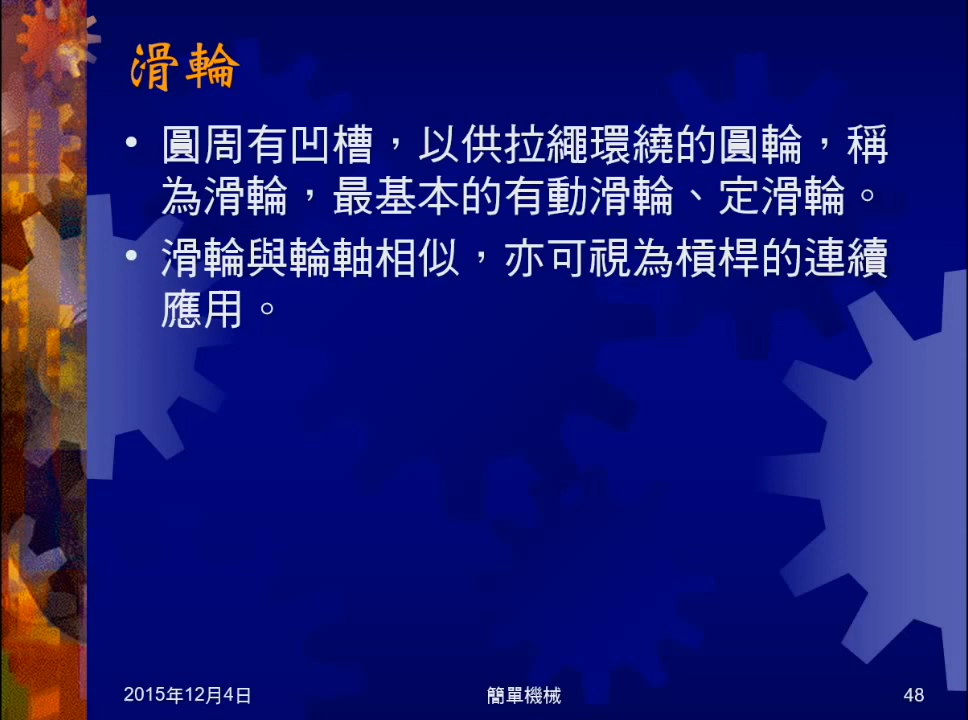 滑輪
• 圓周有凹槽，以供拉繩環繞的圓輪，稱
為滑輪，最基本的有動滑輪、定滑輪。
• 滑輪與輪軸相似，亦可視為槓桿的連續
應用。
2015年12月4日
簡單機械
48